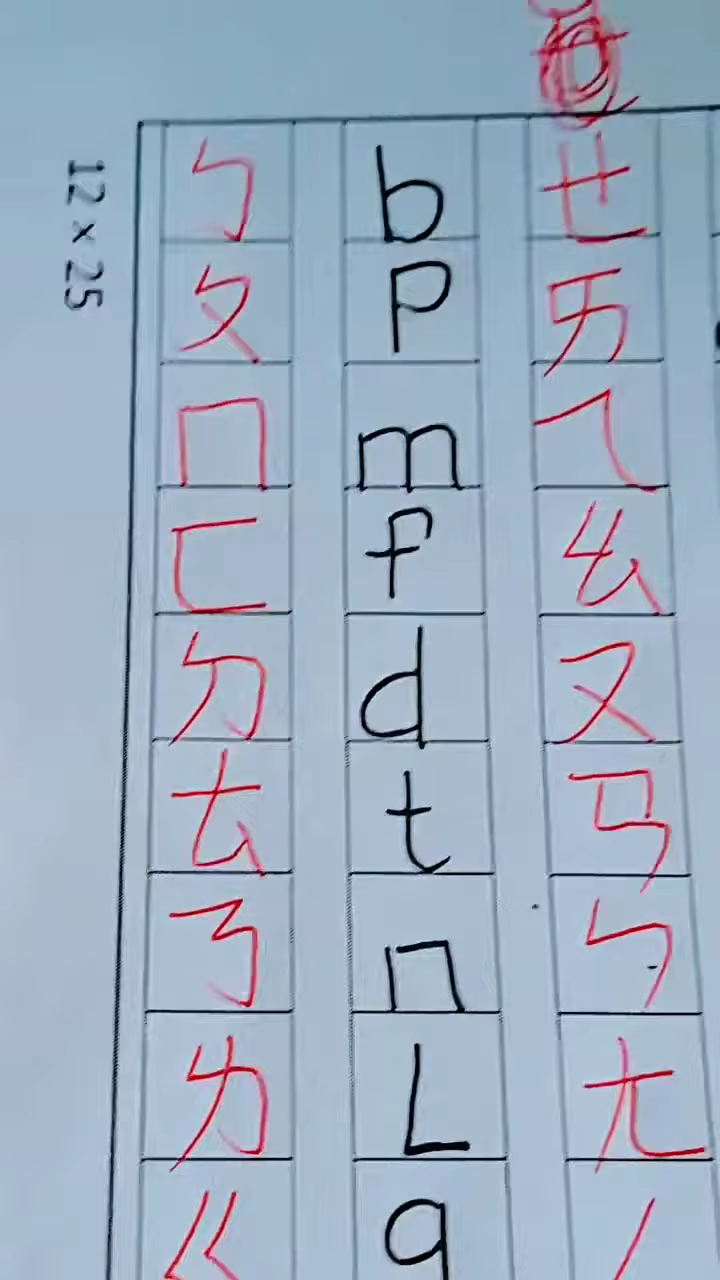 12 x 25
ㄅ b ㄝ
ㄆ p ㄞ
ㄇ m ㄟ
ㄈ f ㄠ
ㄉ d ㄡ
ㄊ t ㄢ
ㄋ n ㄣ
ㄌ L ㄤ
ㄍ